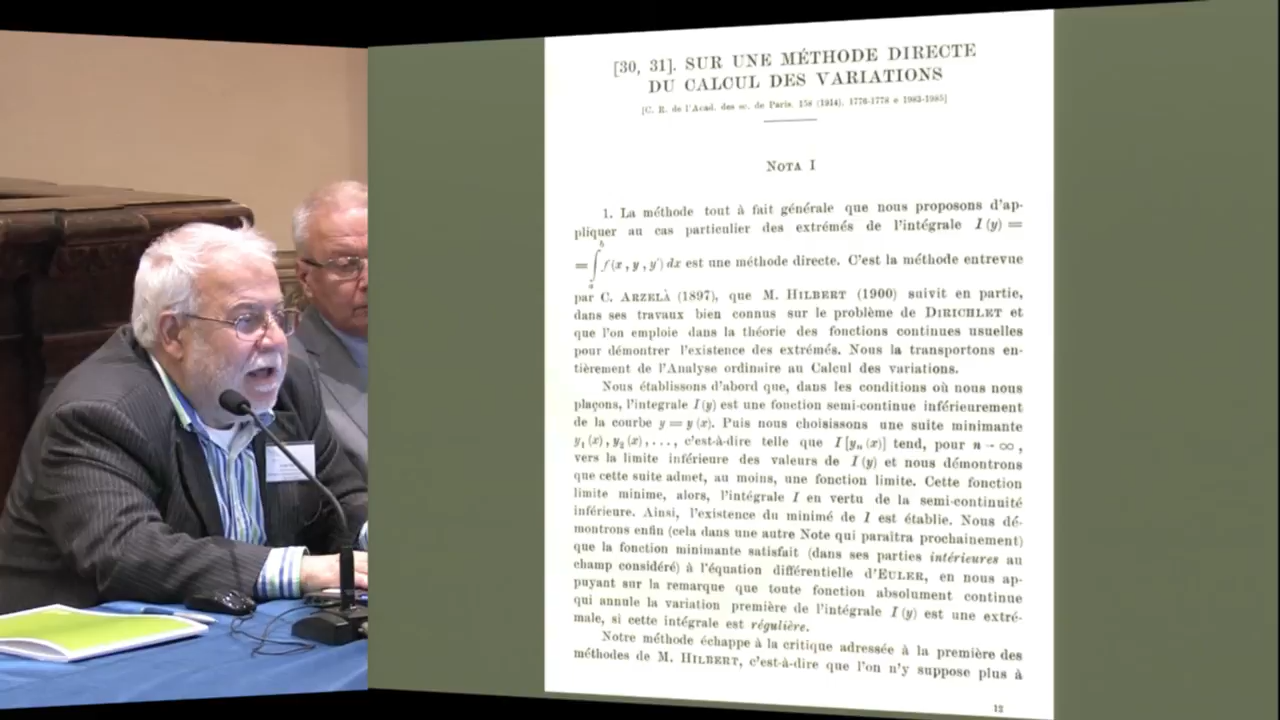 [30, 31]. SUR UNE MÉTHODE DIRECTE
DU CALCUL DES VARIATIONS
[C. R. de l'Acad. des sc. de Paris, 158 (1914), 1776-1778 e 1983-1985]
NOTA I
1. La méthode tout à fait générale que nous proposons d'ap-
pliquer au cas particulier des extrémés de l'intégrale I (y) =
= ∫ₐᵇ f (x , y , y') dx est une méthode directe. C'est la méthode entrevue
par C. ARZELÀ (1897), que M. HILBERT (1900) suivit en partie,
dans ses travaux bien connus sur le problème de DIRICHLET et
que l'on emploie dans la théorie des fonctions continues usuelles
pour démontrer l'existence des extrémés. Nous la transportons en-
tièrement de l'Analyse ordinaire au Calcul des variations.
Nous établissons d'abord que, dans les conditions où nous nous
plaçons, l'integrale I (y) est une fonction semi-continue inférieurement
de la courbe y = y (x). Puis nous choisissons une suite minimante
y₁ (x) , y₂ (x) , . . . , c'est-à-dire telle que I [yₙ (x)] tend, pour n → ∞ ,
vers la limite inférieure des valeurs de I (y) et nous démontrons
que cette suite admet, au moins, une fonction limite. Cette fonction
limite minime, alors, l'intégrale I en vertu de la semi-continuité
inférieure. Ainsi, l'existence du minimé de I est établie. Nous dé-
montrons enfin (cela dans une autre Note qui paraîtra prochainement)
que la fonction minimante satisfait (dans ses parties intérieures au
champ considéré) à l'équation différentielle d'EULER, en nous ap-
puyant sur la remarque que toute fonction absolument continue
qui annule la variation première de l'intégrale I (y) est une extré-
male, si cette intégrale est régulière.
Notre méthode échappe à la critique adressée à la première des
méthodes de M. HILBERT, c'est-à-dire que l'on n'y suppose plus à
12